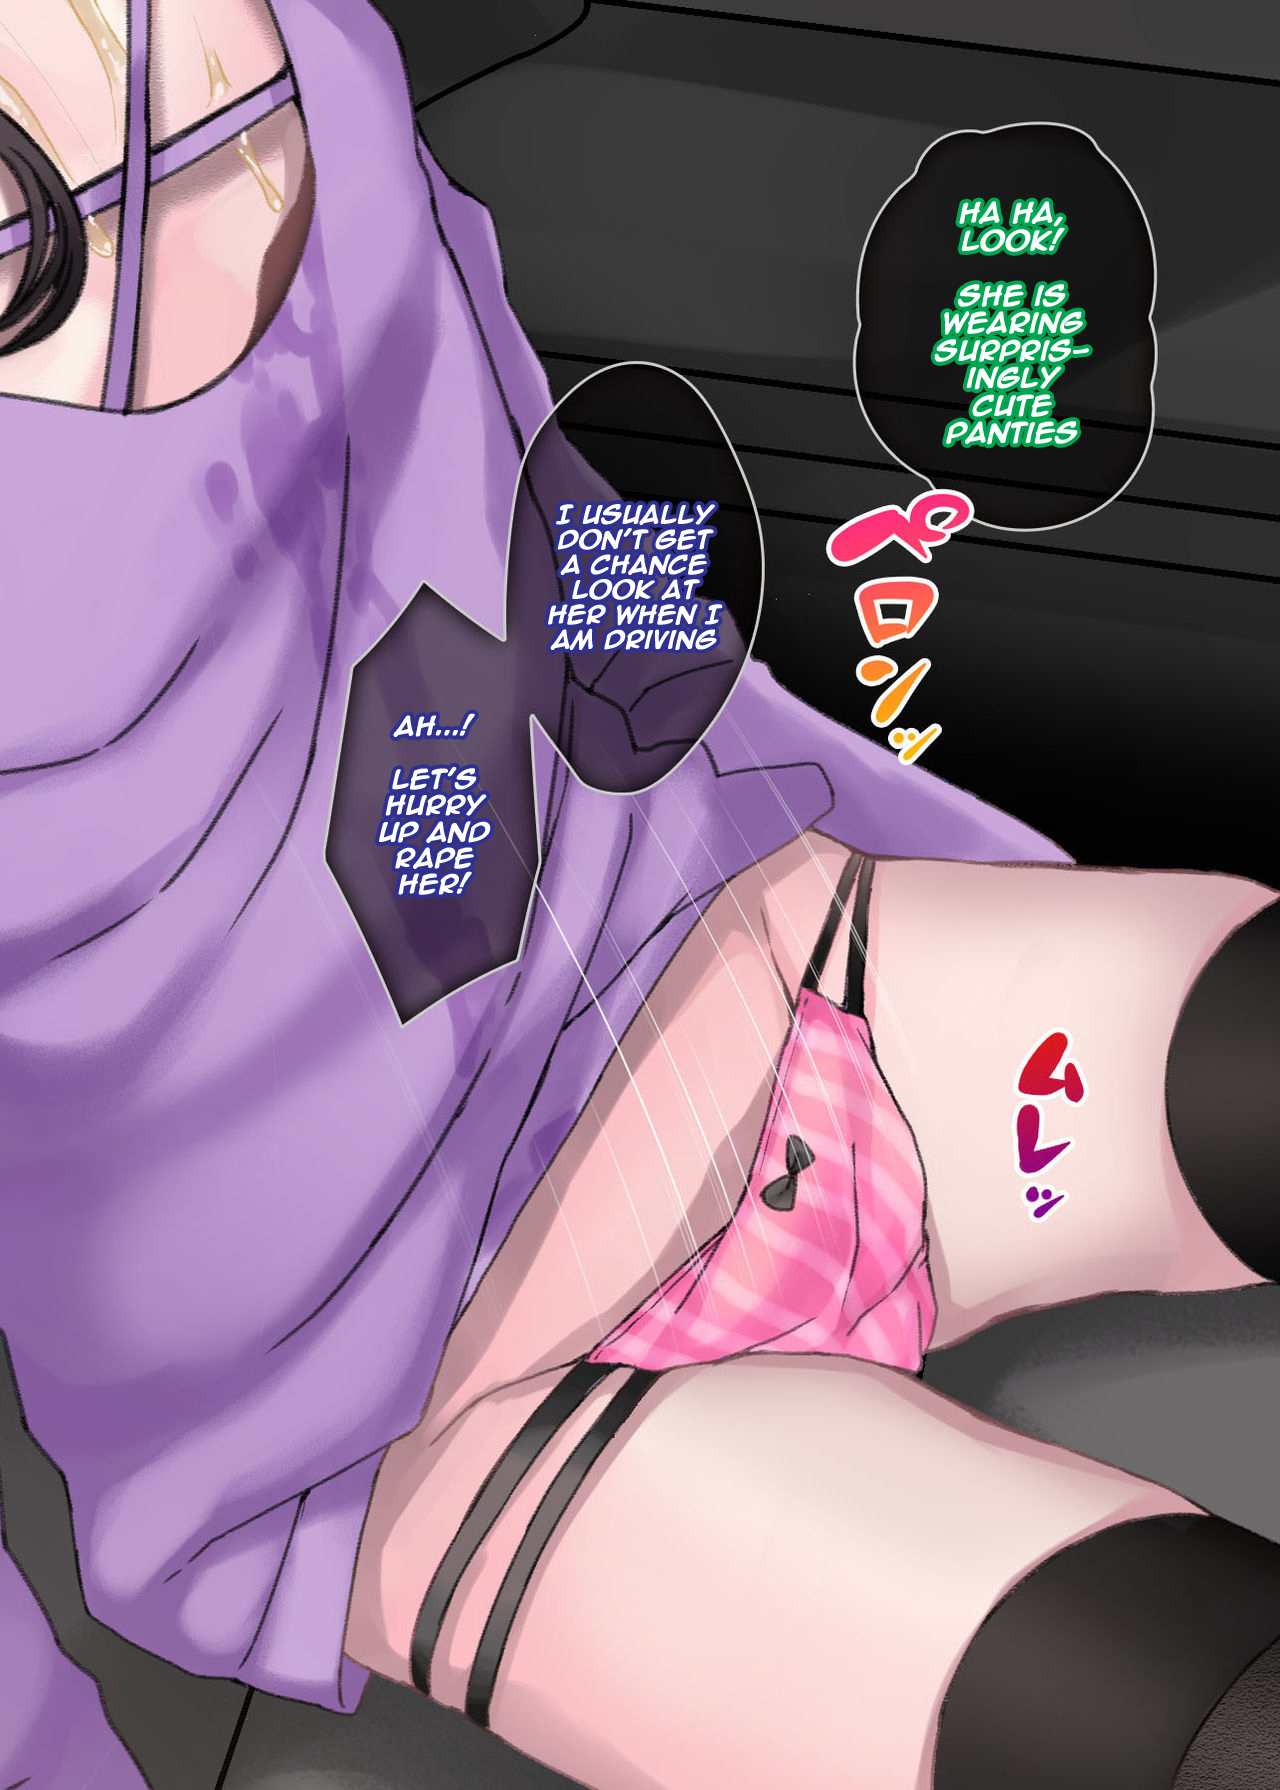 HA HA,
LOOK!
SHE IS
WEARING
SURPRIS-
INGLY
CUTE
PANTIES
ペロンッ
I USUALLY
DON'T GET
A CHANCE
LOOK AT
HER WHEN I
AM DRIVING
AH...!
LET'S
HURRY
UP AND
RAPE
HER!
ムレッ